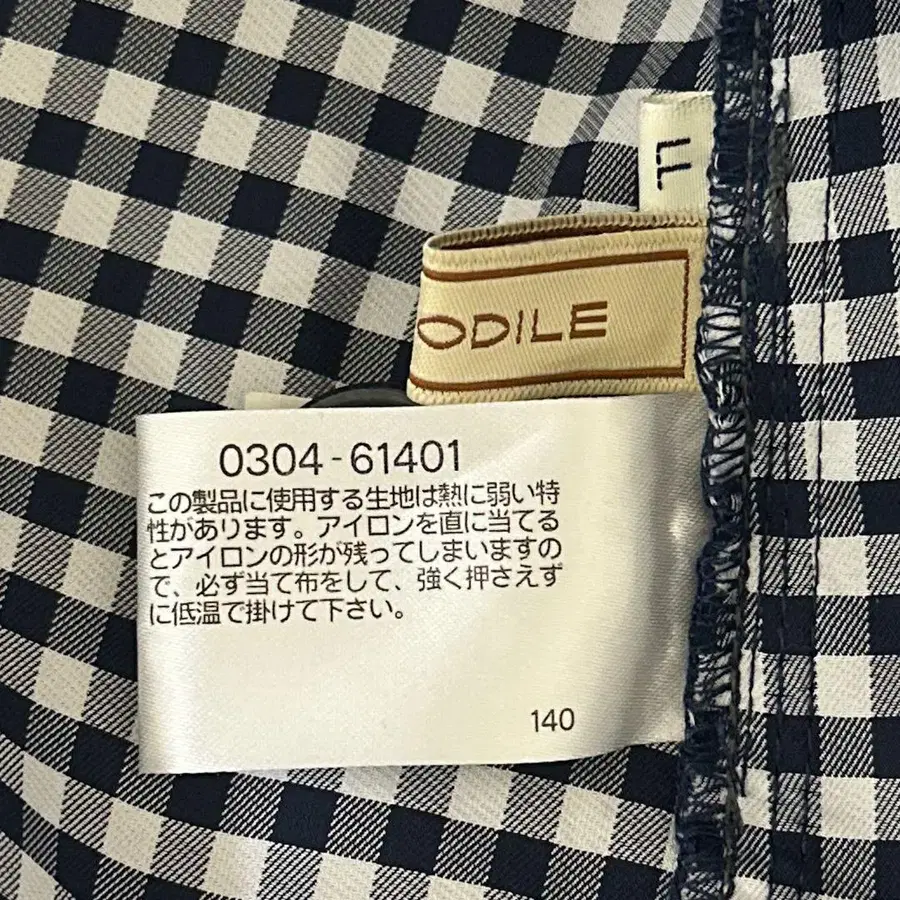 LL
ODILE
0304-61401
この製品に使用する生地は熱に弱い特
性があります。アイロンを直に当てる
とアイロンの形が残ってしまいますの
で、必ず当て布をして、強く押さえず
に低温で掛けて下さい。
140